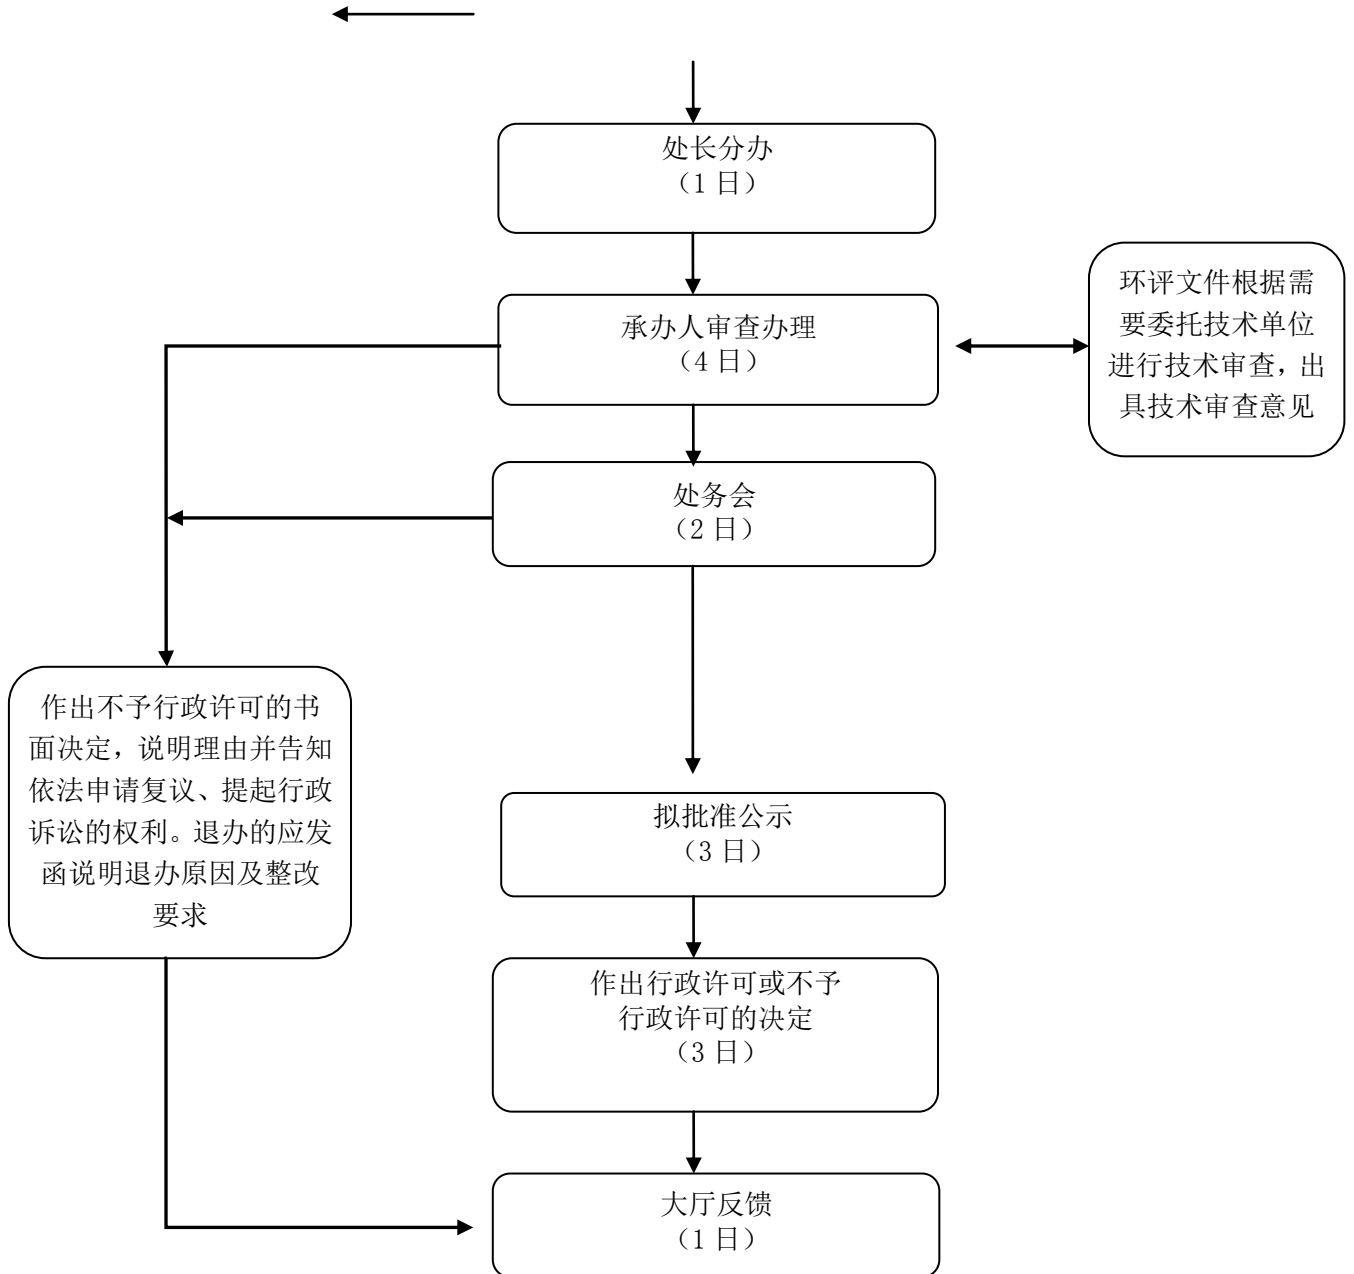 处长分办
（1 日）
承办人审查办理
（4 日）
环评文件根据需
要委托技术单位
进行技术审查，出
具技术审查意见
处务会
（2 日）
作出不予行政许可的书
面决定，说明理由并告知
依法申请复议、提起行政
诉讼的权利。退办的应发
函说明退办原因及整改
要求
拟批准公示
（3 日）
作出行政许可或不予
行政许可的决定
（3 日）
大厅反馈
（1 日）